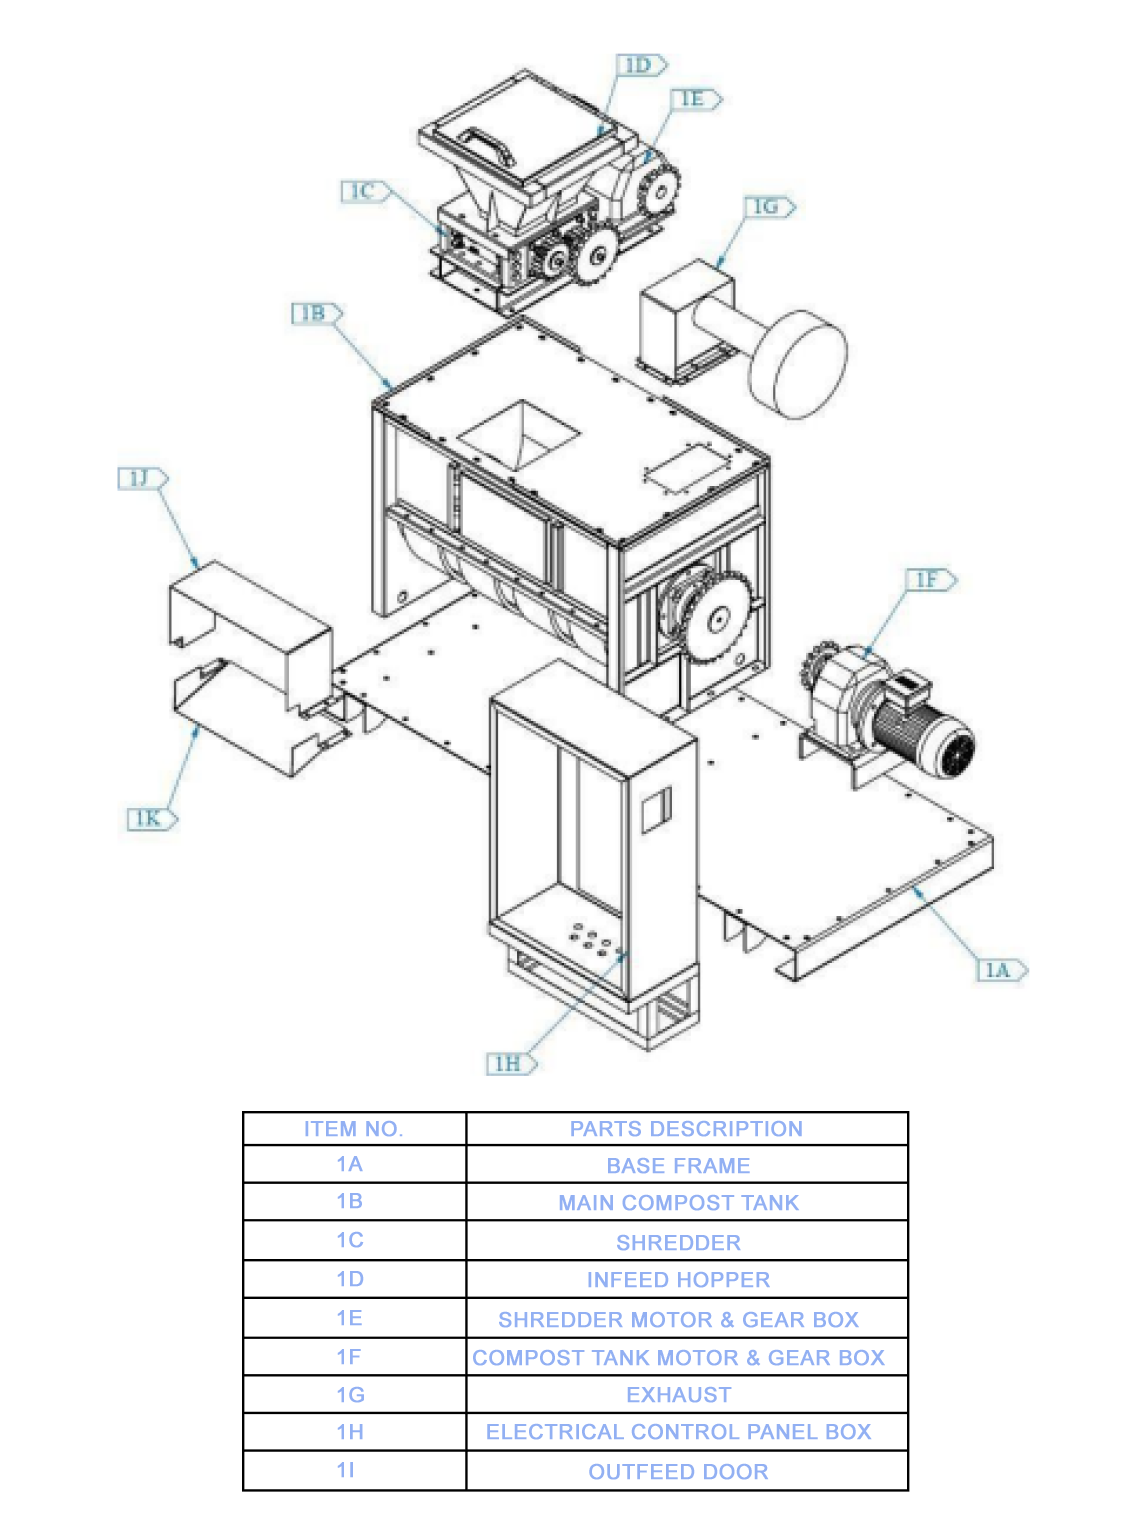 1D
1E
1C
1G
1B
1J
1F
1K
1A
1H
ITEM NO. PARTS DESCRIPTION
1A BASE FRAME
1B MAIN COMPOST TANK
1C SHREDDER
1D INFEED HOPPER
1E SHREDDER MOTOR & GEAR BOX
1F COMPOST TANK MOTOR & GEAR BOX
1G EXHAUST
1H ELECTRICAL CONTROL PANEL BOX
1I OUTFEED DOOR